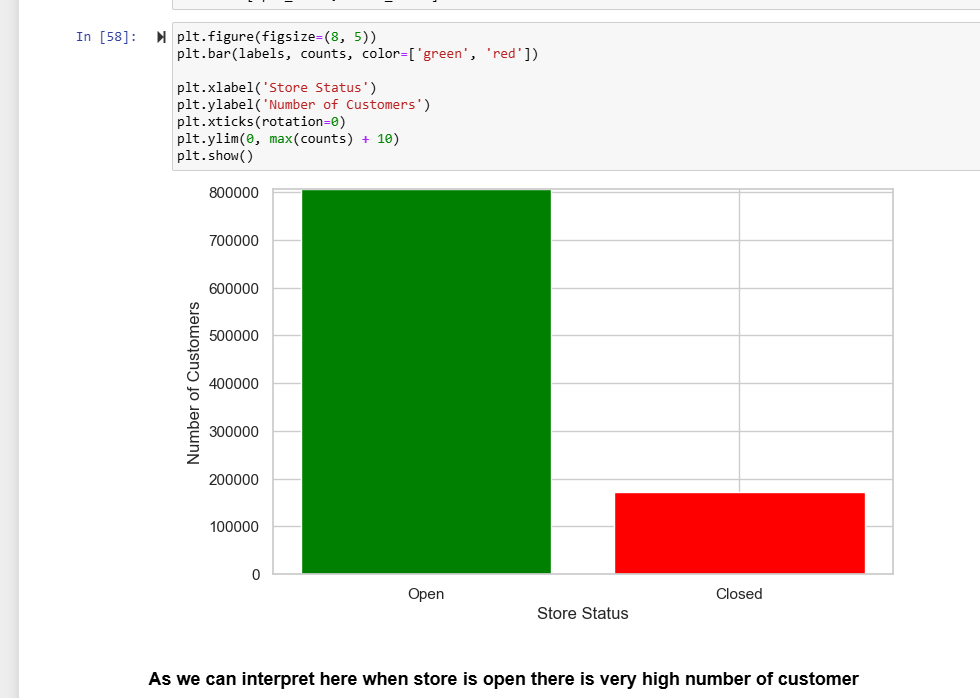 In [58]:
plt.figure(figsize=(8, 5))
plt.bar(labels, counts, color=['green', 'red'])
plt.xlabel('Store Status')
plt.ylabel('Number of Customers')
plt.xticks(rotation=0)
plt.ylim(0, max(counts) + 10)
plt.show()
800000
700000
600000
500000
400000
300000
200000
100000
0
Number of Customers
Open
Closed
Store Status
As we can interpret here when store is open there is very high number of customer